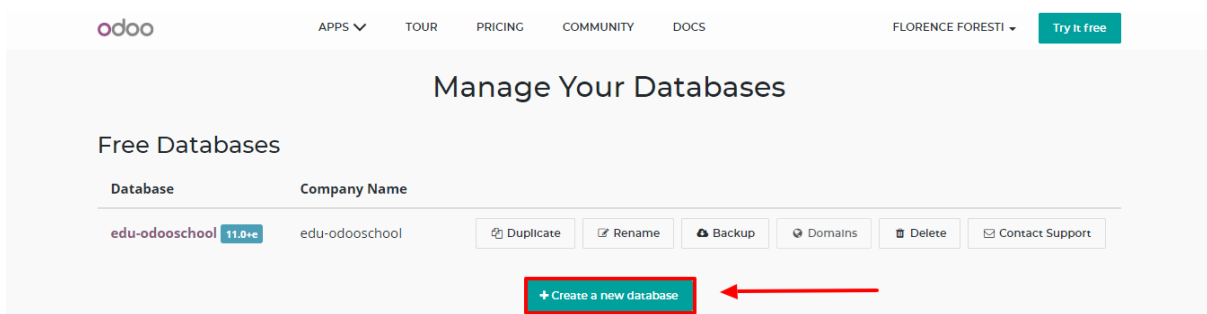 odoo APPS TOUR PRICING COMMUNITY DOCS FLORENCE FORESTI Try it free
Manage Your Databases
Free Databases
Database Company Name
edu-odooschool 11.0+e edu-odooschool Duplicate Rename Backup Domains Delete Contact Support
+ Create a new database